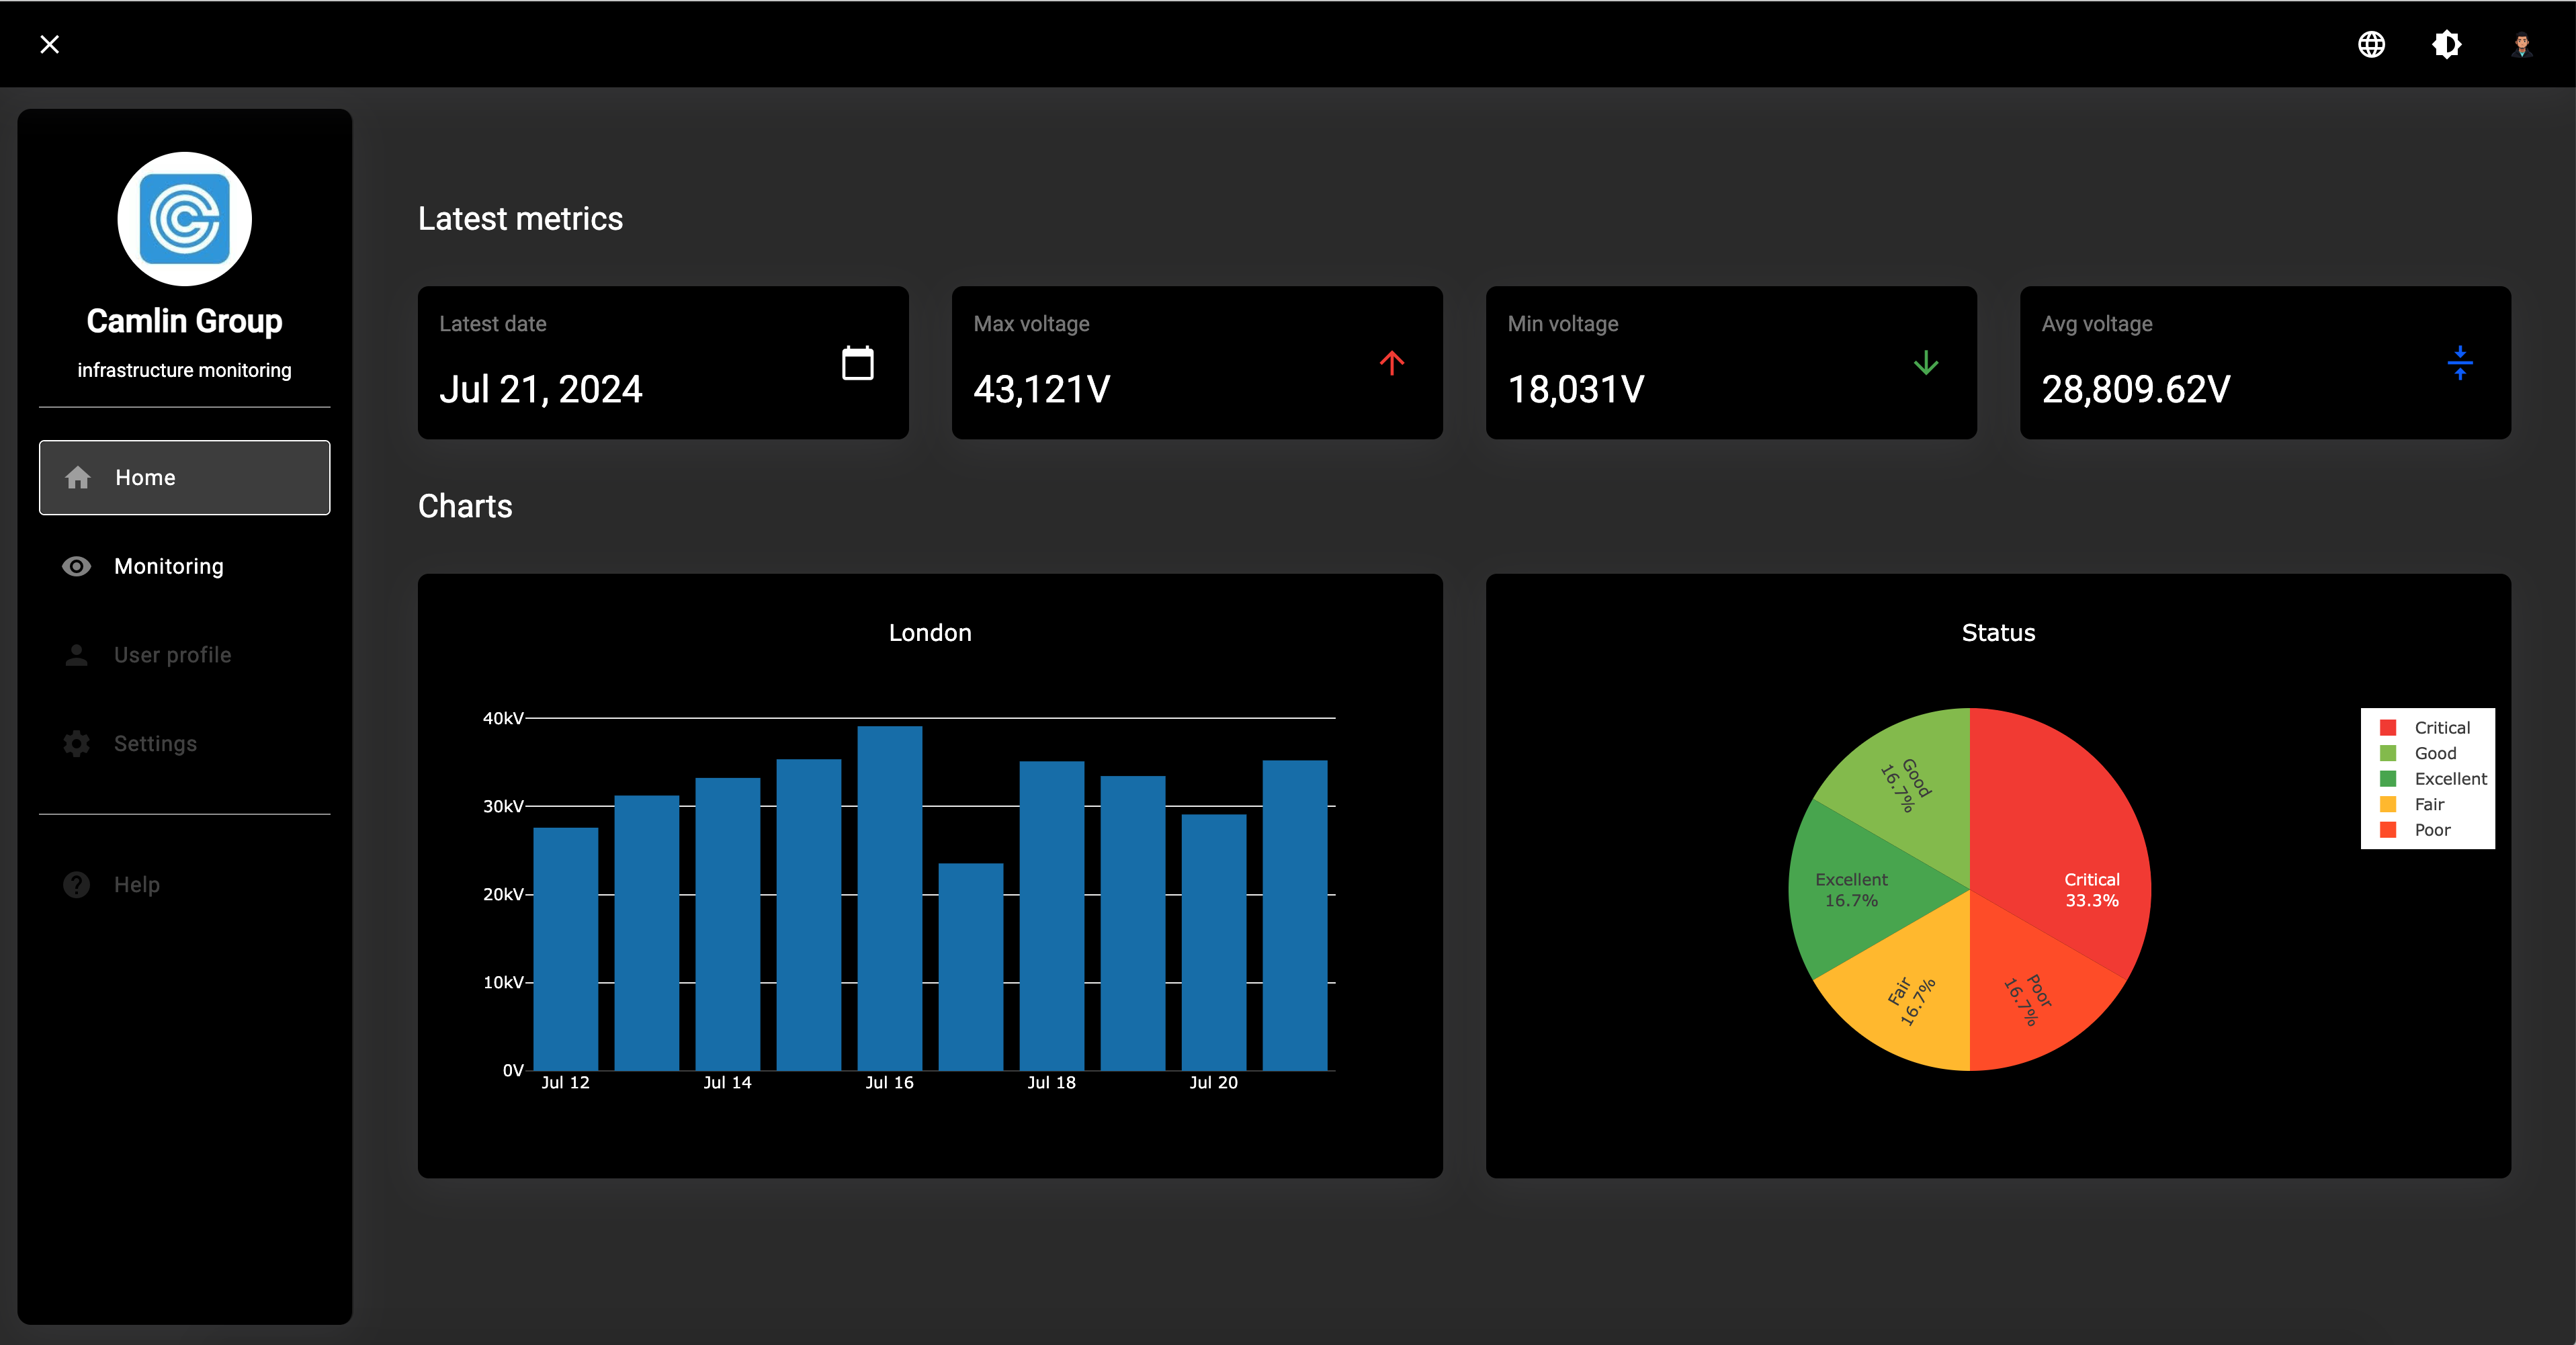 Camlin Group
infrastructure monitoring
Home
Monitoring
User profile
Settings
Help
Latest metrics
Latest date
Jul 21, 2024
Max voltage
43,121V
Min voltage
18,031V
Avg voltage
28,809.62V
Charts
London
40kV
30kV
20kV
10kV
0V
Jul 12
Jul 14
Jul 16
Jul 18
Jul 20
Status
Good
16.7%
Excellent
16.7%
Fair
16.7%
Poor
16.7%
Critical
33.3%
Critical
Good
Excellent
Fair
Poor